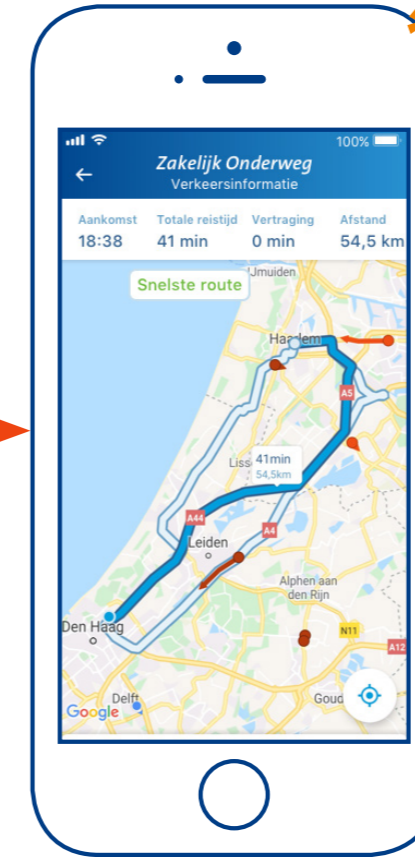 100%
Zakelijk Onderweg
Verkeersinformatie
Aankomst Totale reistijd Vertraging Afstand
18:38 41 min 0 min 54,5 km
Snelste route
IJmuiden
Haarlem
A5
Liss
41min
54,5km
A44
A4
Leiden
Alphen aan
den Rijn
Den Haag
N11
A12
Delft
Goud
Google